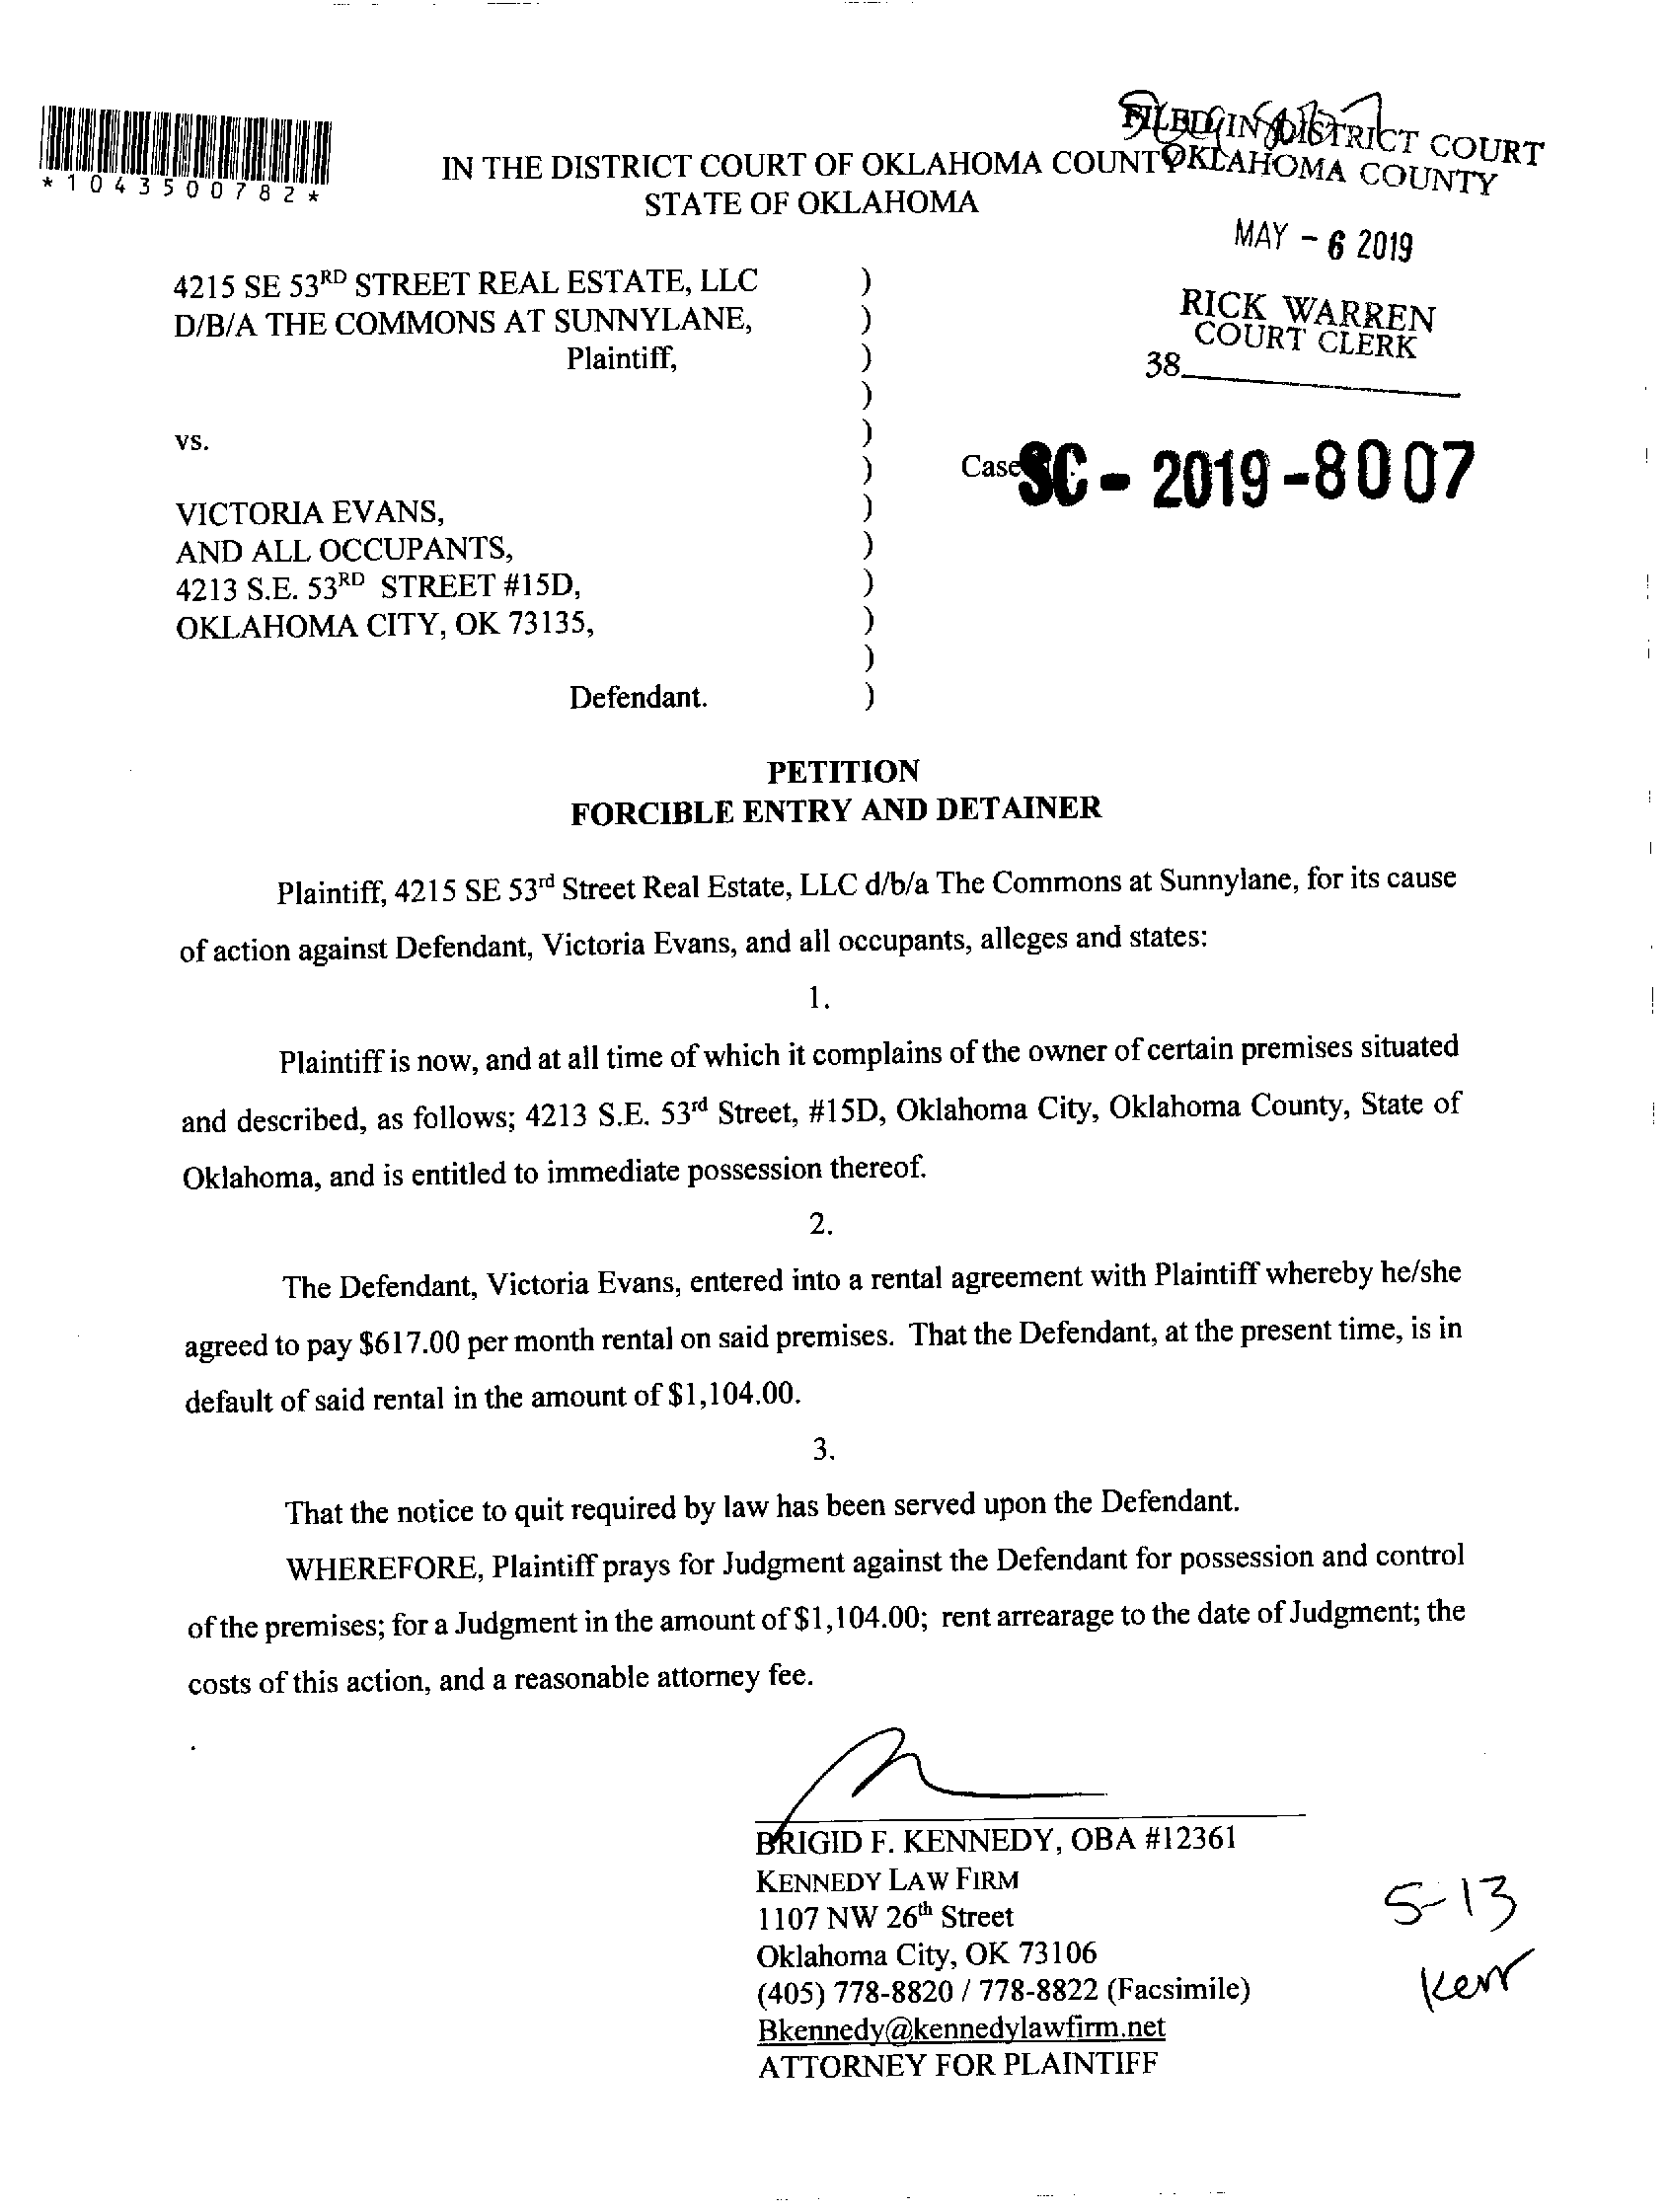 FILED IN DISTRICT COURT
OKLAHOMA COUNTY
*1043500782*
IN THE DISTRICT COURT OF OKLAHOMA COUNTY
STATE OF OKLAHOMA
MAY - 6 2019
RICK WARREN
COURT CLERK
38
4215 SE 53RD STREET REAL ESTATE, LLC )
D/B/A THE COMMONS AT SUNNYLANE, )
Plaintiff, )
)
vs. )
)
VICTORIA EVANS, )
AND ALL OCCUPANTS, )
4213 S.E. 53RD STREET #15D, )
OKLAHOMA CITY, OK 73135, )
)
Defendant. )
Case SC - 2019 - 8007
PETITION
FORCIBLE ENTRY AND DETAINER
Plaintiff, 4215 SE 53rd Street Real Estate, LLC d/b/a The Commons at Sunnylane, for its cause
of action against Defendant, Victoria Evans, and all occupants, alleges and states:
1.
Plaintiff is now, and at all time of which it complains of the owner of certain premises situated
and described, as follows; 4213 S.E. 53rd Street, #15D, Oklahoma City, Oklahoma County, State of
Oklahoma, and is entitled to immediate possession thereof.
2.
The Defendant, Victoria Evans, entered into a rental agreement with Plaintiff whereby he/she
agreed to pay $617.00 per month rental on said premises. That the Defendant, at the present time, is in
default of said rental in the amount of $1,104.00.
3.
That the notice to quit required by law has been served upon the Defendant.
WHEREFORE, Plaintiff prays for Judgment against the Defendant for possession and control
of the premises; for a Judgment in the amount of $1,104.00; rent arrearage to the date of Judgment; the
costs of this action, and a reasonable attorney fee.
BRIGID F. KENNEDY, OBA #12361
KENNEDY LAW FIRM
1107 NW 26th Street
Oklahoma City, OK 73106
(405) 778-8820 / 778-8822 (Facsimile)
Bkennedy@kennedylawfirm.net
ATTORNEY FOR PLAINTIFF
5-13
Kerr